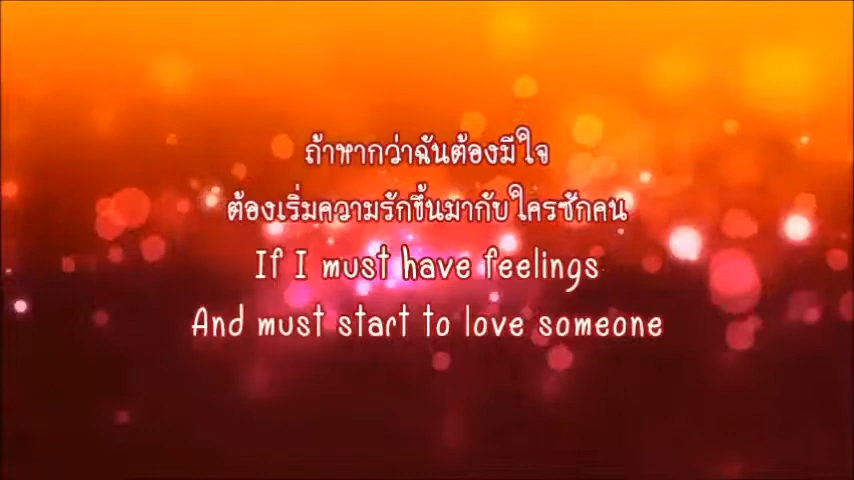 ถ้าหากว่าฉันต้องมีใจ
ต้องเริ่มความรักขึ้นมากับใครซักคน
If I must have feelings
And must start to love someone